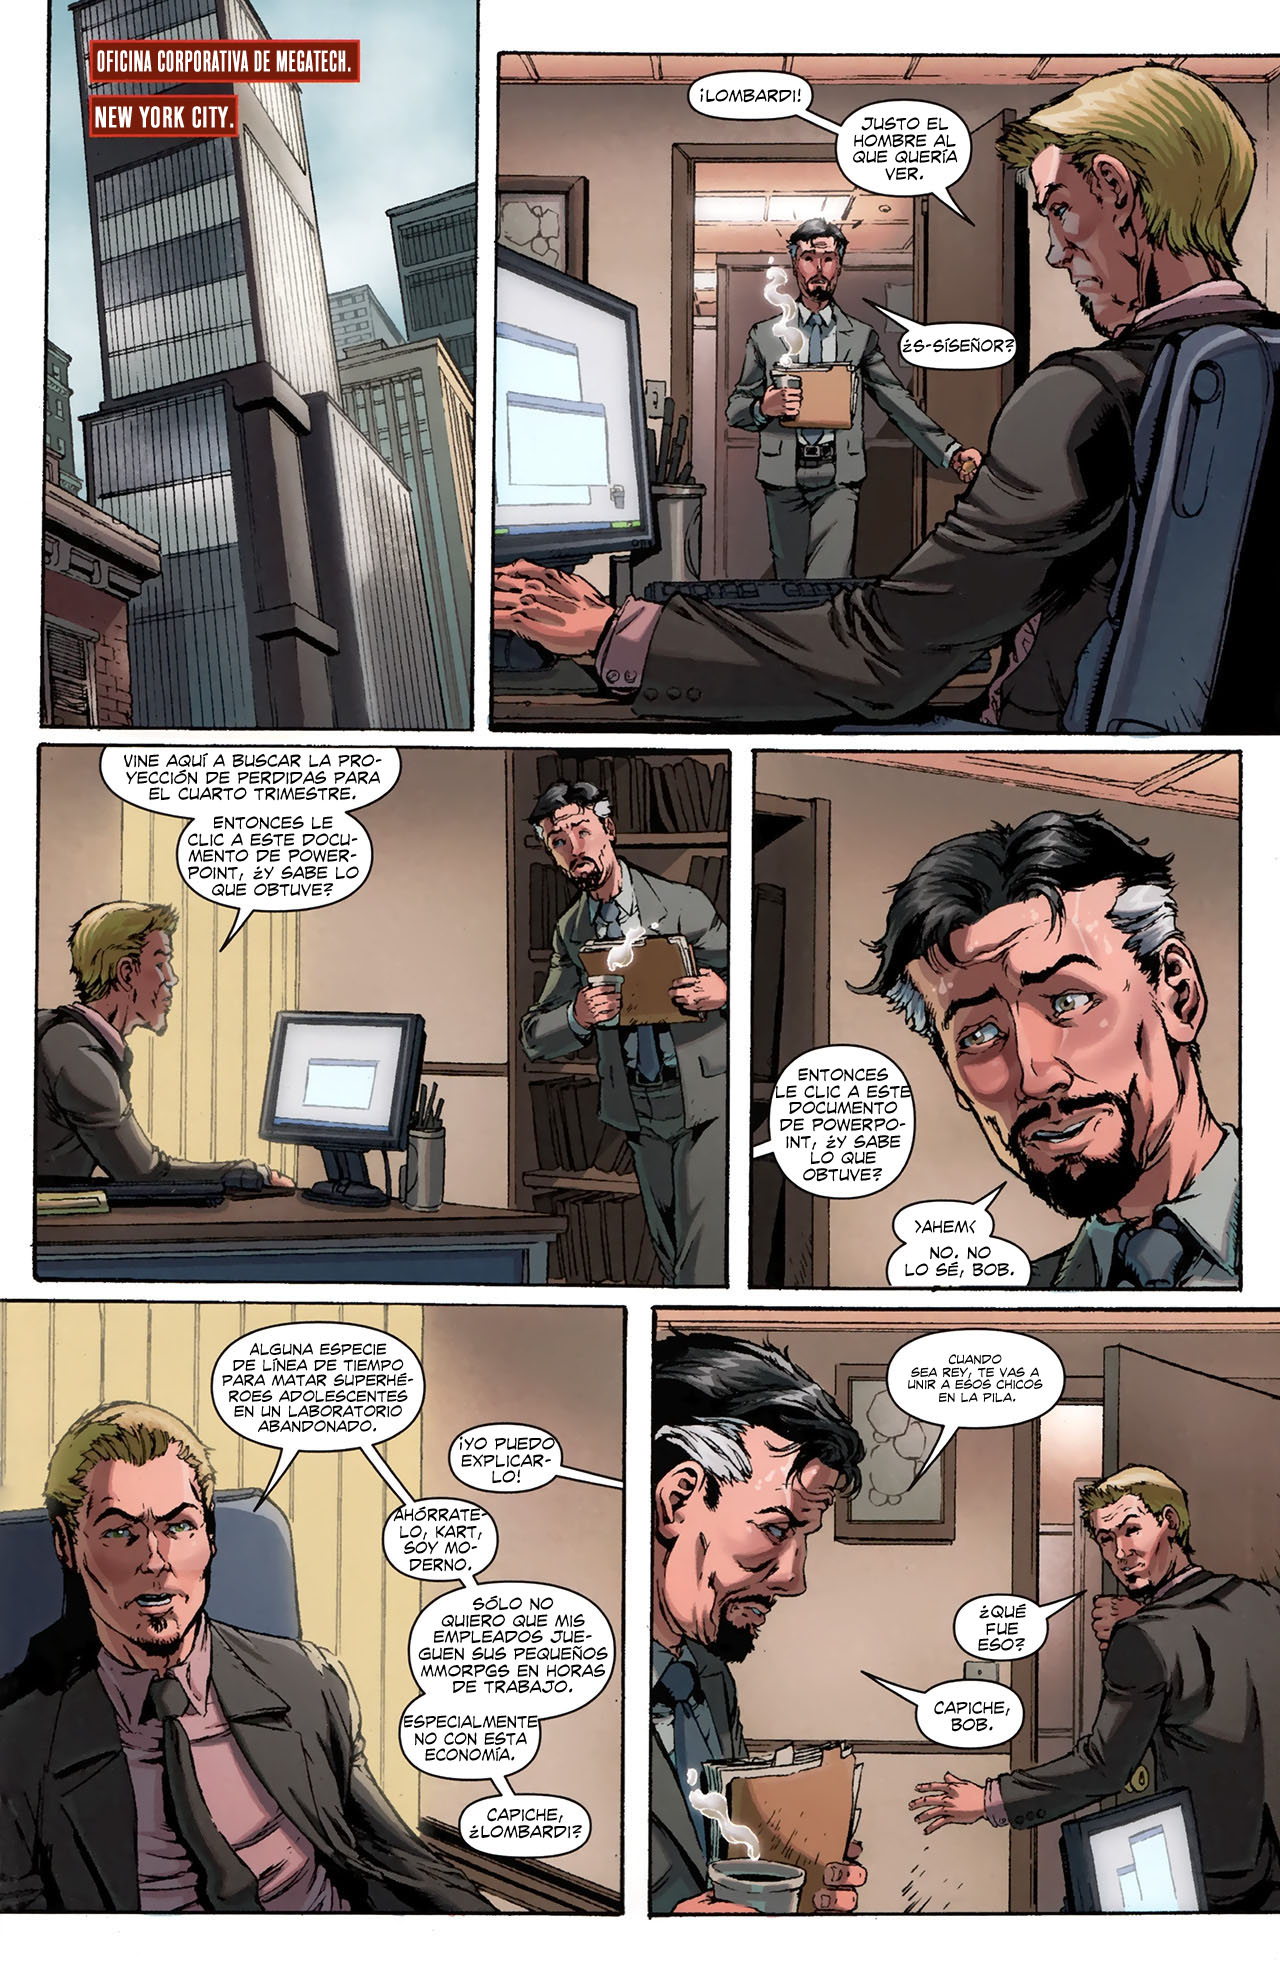 OFICINA CORPORATIVA DE MEGATECH.
NEW YORK CITY.
¡LOMBARDI!
JUSTO EL
HOMBRE AL
QUE QUERÍA
VER.
¿S-SÍSEÑOR?
VINE AQUÍ A BUSCAR LA PRO-
YECCIÓN DE PERDIDAS PARA
EL CUARTO TRIMESTRE.
ENTONCES LE
CLIC A ESTE DOCU-
MENTO DE POWER-
POINT, ¿Y SABE LO
QUE OBTUVE?
ENTONCES
LE CLIC A ESTE
DOCUMENTO
DE POWERPO-
INT, ¿Y SABE
LO QUE
OBTUVE?
>AHEM<
NO. NO
LO SÉ, BOB.
ALGUNA ESPECIE
DE LÍNEA DE TIEMPO
PARA MATAR SUPERHÉ-
ROES ADOLESCENTES
EN UN LABORATORIO
ABANDONADO.
¡YO PUEDO
EXPLICAR-
LO!
AHÓRRATE-
LO, KART,
SOY MO-
DERNO.
SÓLO NO
QUIERO QUE MIS
EMPLEADOS JUE-
GUEN SUS PEQUEÑOS
MMORPGS EN HORAS
DE TRABAJO.
ESPECIALMENTE
NO CON ESTA
ECONOMÍA.
CAPICHE,
¿LOMBARDI?
CUANDO
SEA REY, TE VAS A
UNIR A ESOS CHICOS
EN LA PILA.
¿QUÉ
FUE
ESO?
CAPICHE,
BOB.